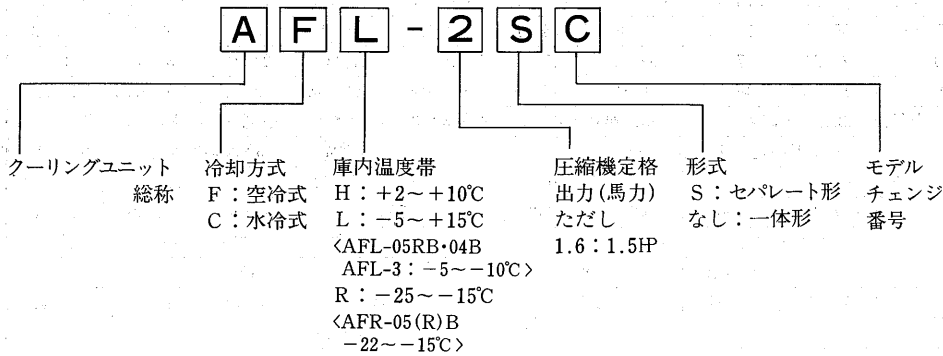 A F L - 2 S C
クーリングユニット
総称
冷却方式
F:空冷式
C:水冷式
庫内温度帯
H:+2~+10℃
L:-5~+15℃
〈AFL-05RB・04B
AFL-3:-5~-10℃〉
R:-25~-15℃
〈AFR-05(R)B
-22~-15℃〉
圧縮機定格
出力(馬力)
ただし
1.6:1.5HP
形式
S:セパレート形
なし:一体形
モデル
チェンジ
番号